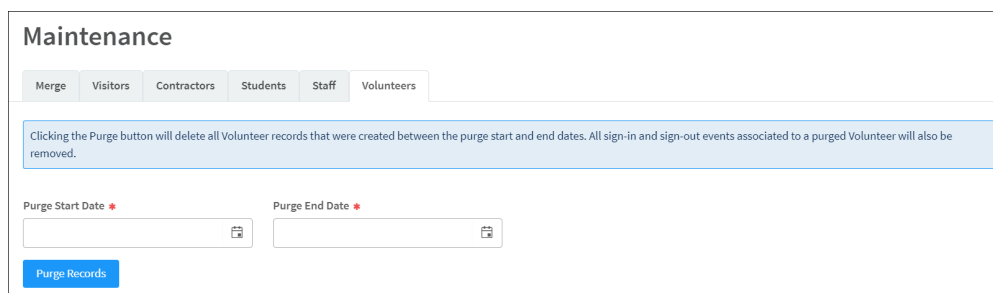 Maintenance
Merge Visitors Contractors Students Staff Volunteers
Clicking the Purge button will delete all Volunteer records that were created between the purge start and end dates. All sign-in and sign-out events associated to a purged Volunteer will also be
removed.
Purge Start Date * Purge End Date *
Purge Records